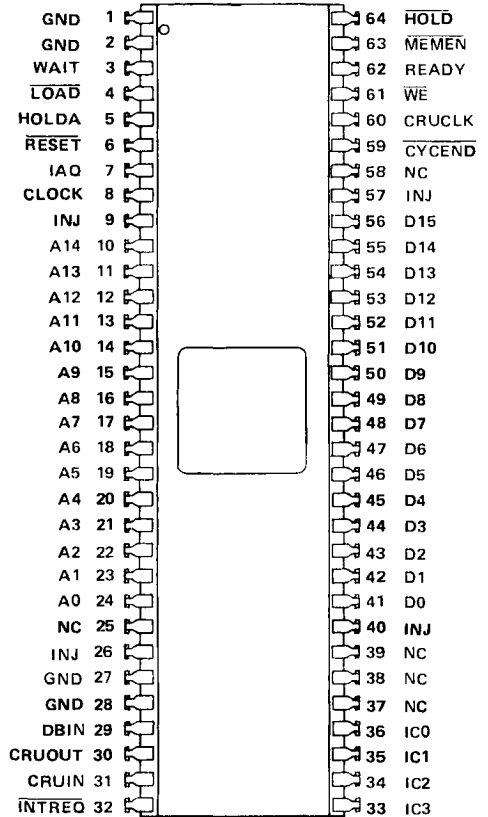 GND 1 64 HOLD
GND 2 63 MEMEN
WAIT 3 62 READY
LOAD 4 61 WE
HOLDA 5 60 CRUCLK
RESET 6 59 CYCEND
IAQ 7 58 NC
CLOCK 8 57 INJ
INJ 9 56 D15
A14 10 55 D14
A13 11 54 D13
A12 12 53 D12
A11 13 52 D11
A10 14 51 D10
A9 15 50 D9
A8 16 49 D8
A7 17 48 D7
A6 18 47 D6
A5 19 46 D5
A4 20 45 D4
A3 21 44 D3
A2 22 43 D2
A1 23 42 D1
A0 24 41 D0
NC 25 40 INJ
INJ 26 39 NC
GND 27 38 NC
GND 28 37 NC
DBIN 29 36 IC0
CRUOUT 30 35 IC1
CRUIN 31 34 IC2
INTREQ 32 33 IC3